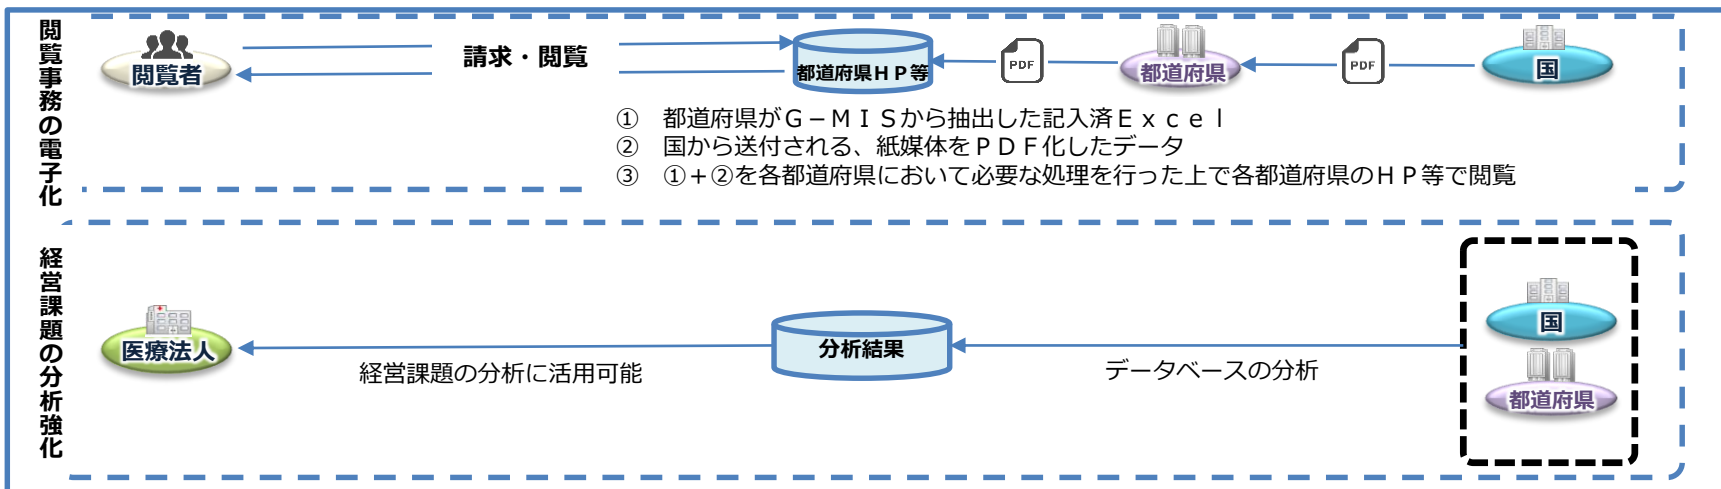 閲覧事務の電子化
閲覧者
請求・閲覧
都道府県ＨＰ等
PDF
都道府県
PDF
国
①　都道府県がＧ－ＭＩＳから抽出した記入済Ｅｘｃｅｌ
②　国から送付される、紙媒体をＰＤＦ化したデータ
③　①＋②を各都道府県において必要な処理を行った上で各都道府県のＨＰ等で閲覧
経営課題の分析強化
医療法人
経営課題の分析に活用可能
分析結果
データベースの分析
国
都道府県